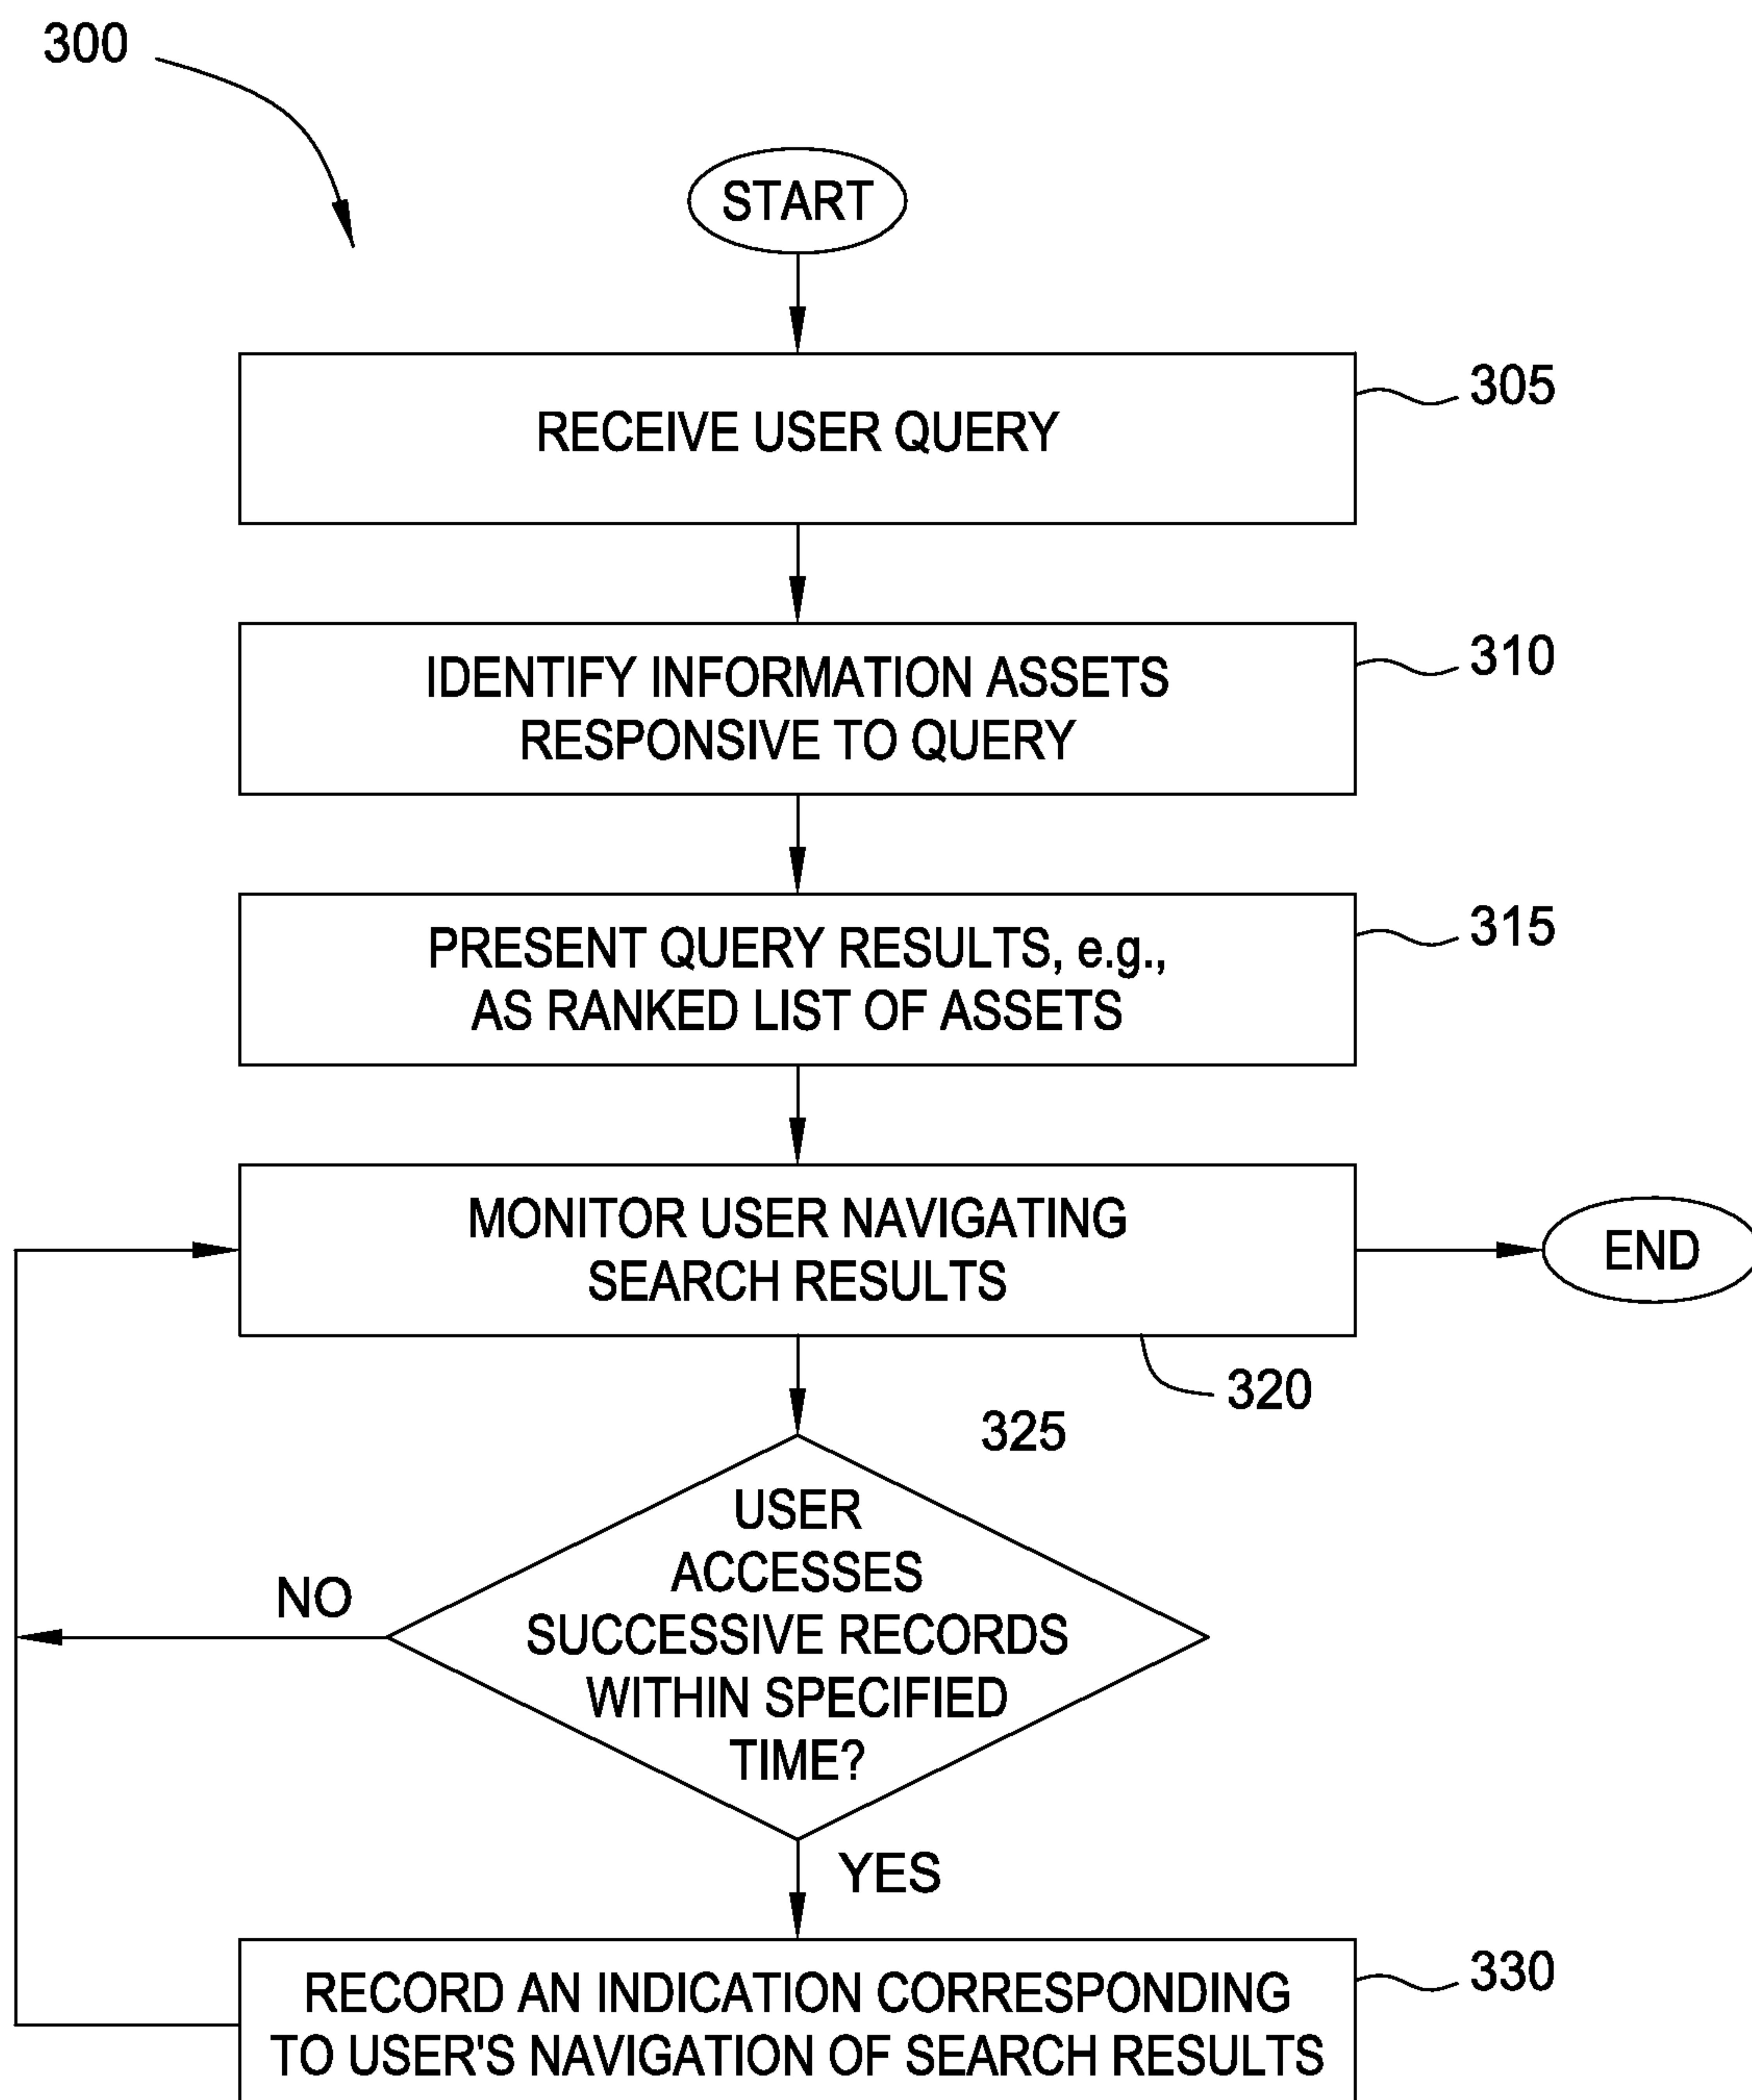 300
START
RECEIVE USER QUERY
305
IDENTIFY INFORMATION ASSETS
RESPONSIVE TO QUERY
310
PRESENT QUERY RESULTS, e.g.,
AS RANKED LIST OF ASSETS
315
MONITOR USER NAVIGATING
SEARCH RESULTS
END
320
325
USER
ACCESSES
SUCCESSIVE RECORDS
WITHIN SPECIFIED
TIME?
NO
YES
RECORD AN INDICATION CORRESPONDING
TO USER'S NAVIGATION OF SEARCH RESULTS
330